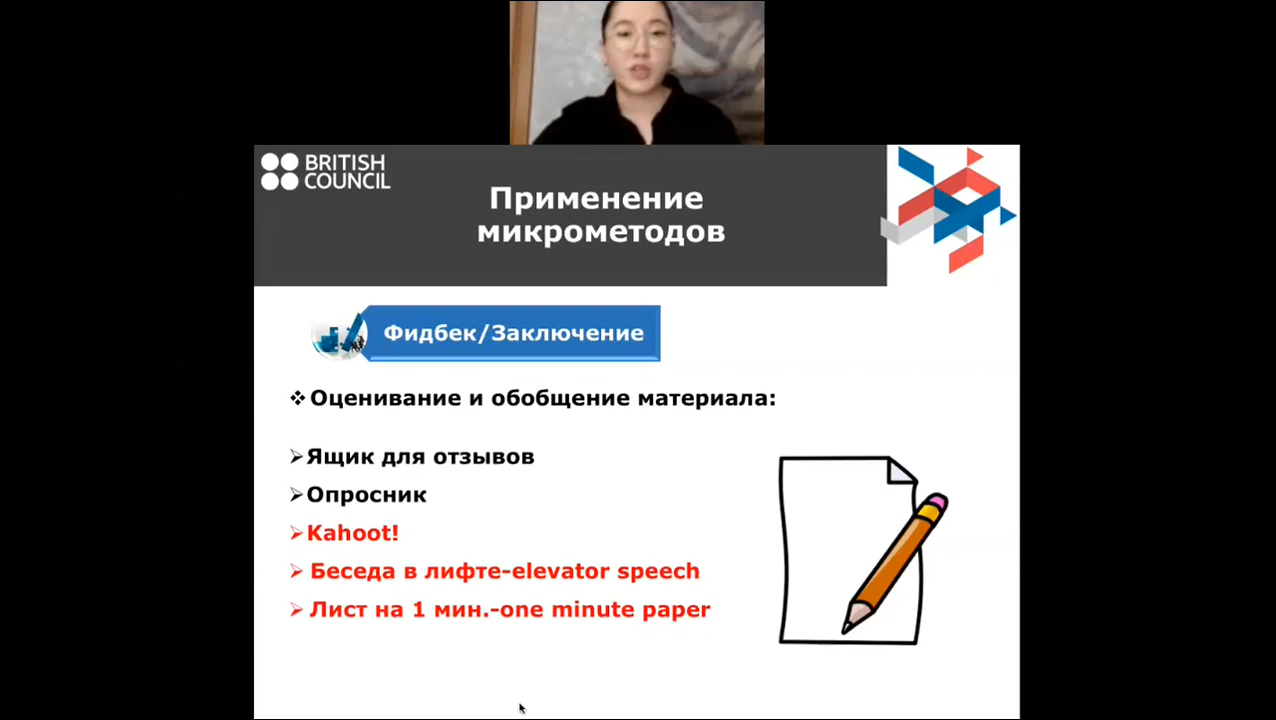 BRITISH
COUNCIL
Применение
микрометодов
Фидбек/Заключение
Оценивание и обобщение материала:
Ящик для отзывов
Опросник
Kahoot!
Беседа в лифте-elevator speech
Лист на 1 мин.-one minute paper